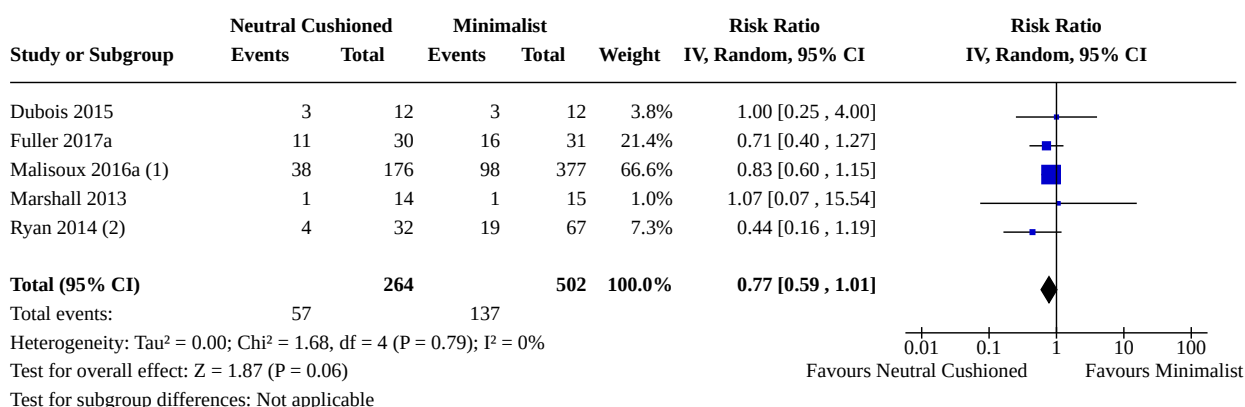 Neutral Cushioned Minimalist Risk Ratio Risk Ratio
Study or Subgroup Events Total Events Total Weight IV, Random, 95% CI IV, Random, 95% CI
Dubois 2015 3 12 3 12 3.8% 1.00 [0.25 , 4.00]
Fuller 2017a 11 30 16 31 21.4% 0.71 [0.40 , 1.27]
Malisoux 2016a (1) 38 176 98 377 66.6% 0.83 [0.60 , 1.15]
Marshall 2013 1 14 1 15 1.0% 1.07 [0.07 , 15.54]
Ryan 2014 (2) 4 32 19 67 7.3% 0.44 [0.16 , 1.19]
Total (95% CI) 264 502 100.0% 0.77 [0.59 , 1.01]
Total events: 57 137
Heterogeneity: Tau² = 0.00; Chi² = 1.68, df = 4 (P = 0.79); I² = 0% 0.01 0.1 1 10 100
Test for overall effect: Z = 1.87 (P = 0.06) Favours Neutral Cushioned Favours Minimalist
Test for subgroup differences: Not applicable